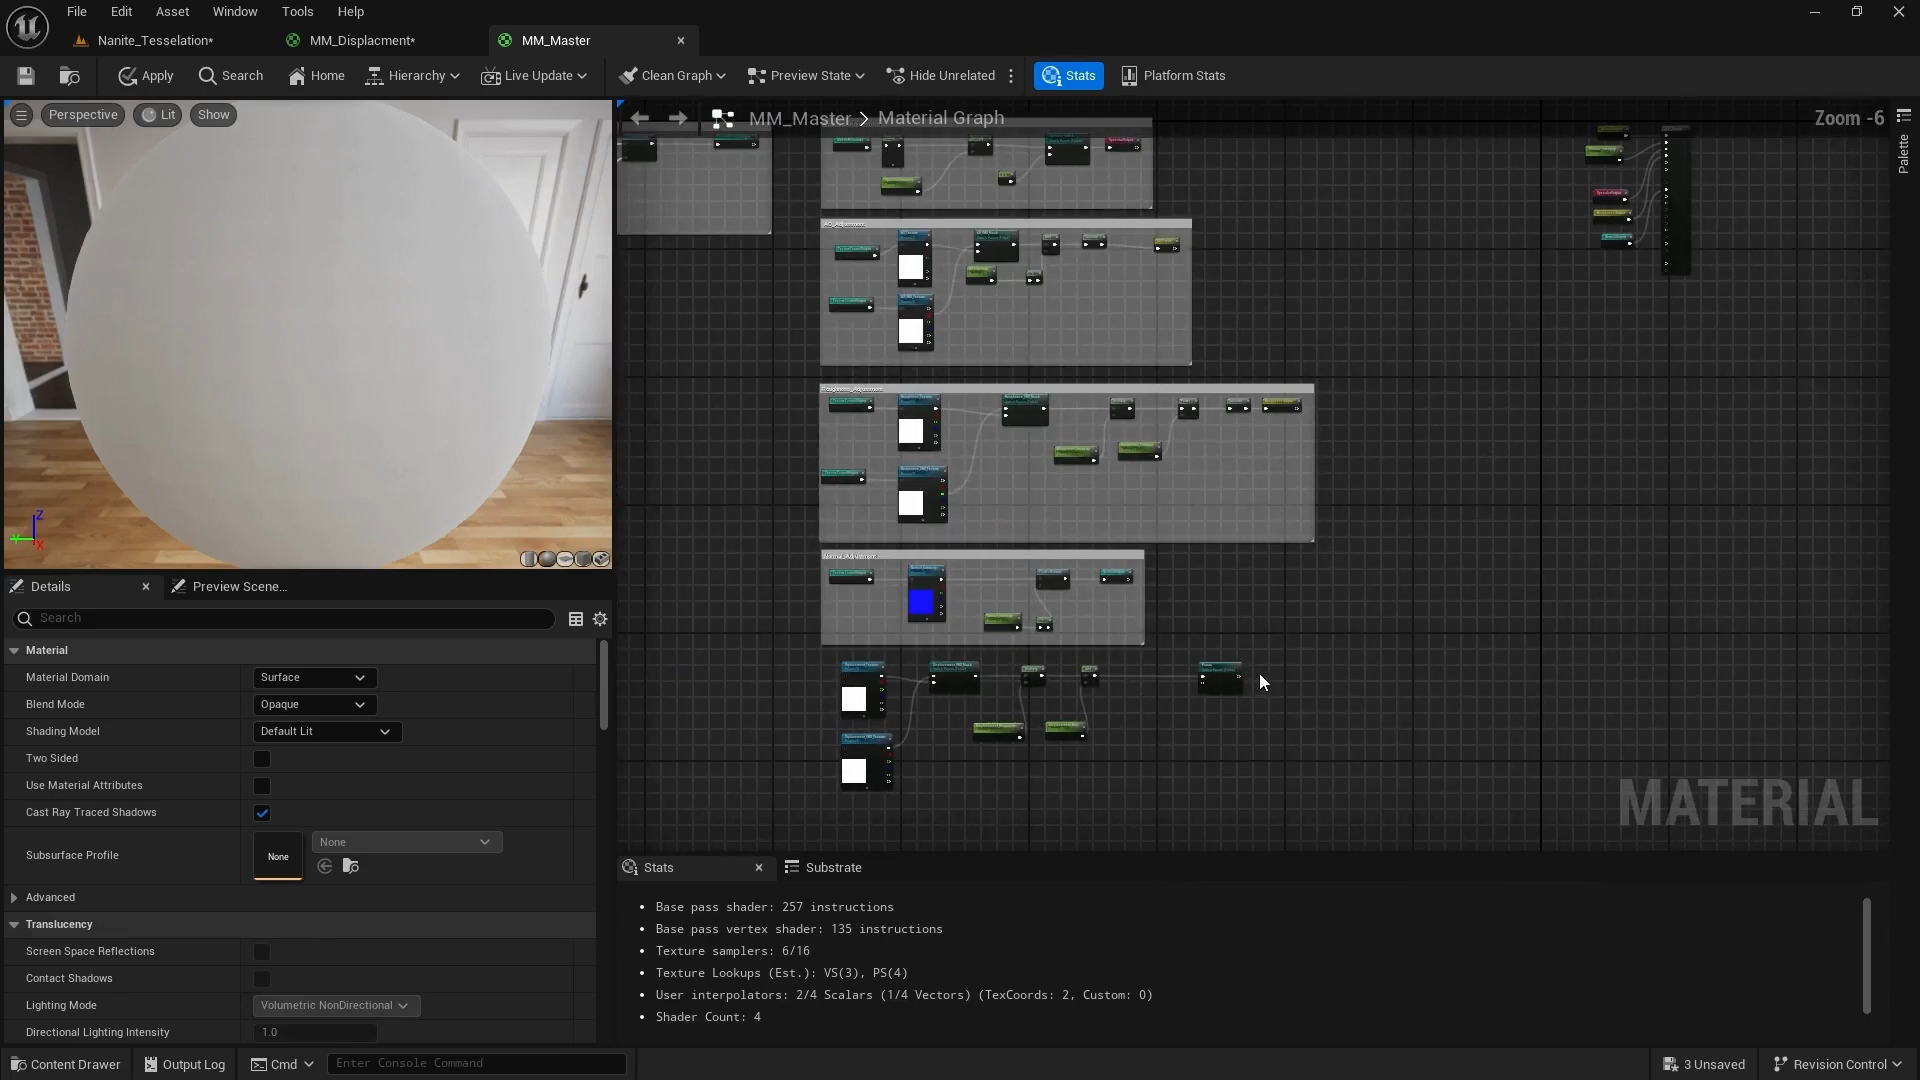 File Edit Asset Window Tools Help
Nanite_Tesselation* MM_Displacment* MM_Master
Apply Search Home Hierarchy Live Update Clean Graph Preview State Hide Unrelated Stats Platform Stats
Perspective Lit Show
MM_Master > Material Graph
Zoom -6
Palette
AO_Adjustment
Roughness_Adjustment
Normal_Adjustment
Z
Y
X
Details Preview Scene...
Search
Material
Material Domain Surface
Blend Mode Opaque
Shading Model Default Lit
Two Sided
Use Material Attributes
Cast Ray Traced Shadows
Subsurface Profile None None
Advanced
Translucency
Screen Space Reflections
Contact Shadows
Lighting Mode Volumetric NonDirectional
Directional Lighting Intensity 1.0
MATERIAL
Stats Substrate
• Base pass shader: 257 instructions
• Base pass vertex shader: 135 instructions
• Texture samplers: 6/16
• Texture Lookups (Est.): VS(3), PS(4)
• User interpolators: 2/4 Scalars (1/4 Vectors) (TexCoords: 2, Custom: 0)
• Shader Count: 4
Content Drawer Output Log Cmd Enter Console Command 3 Unsaved Revision Control